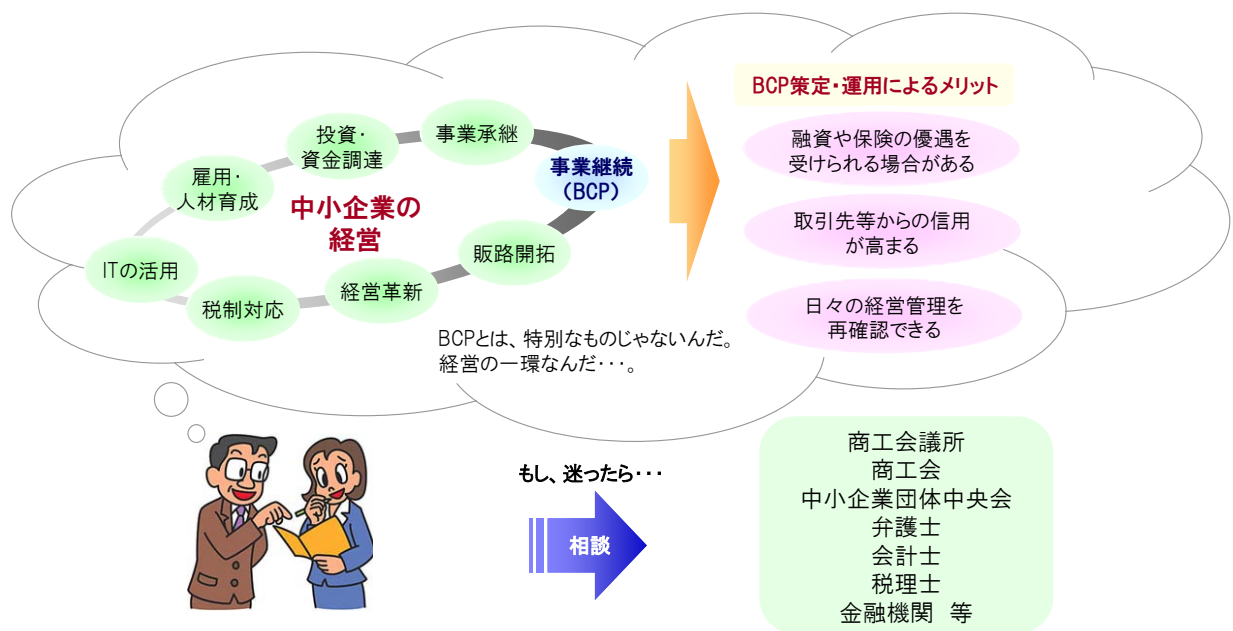 BCP策定・運用によるメリット
投資・
資金調達
事業承継
雇用・
人材育成
事業継続
(BCP)
中小企業の
経営
ITの活用
税制対応
経営革新
販路開拓
融資や保険の優遇を
受けられる場合がある
取引先等からの信用
が高まる
日々の経営管理を
再確認できる
BCPとは、特別なものじゃないんだ。
経営の一環なんだ・・・。
もし、迷ったら・・・
相談
商工会議所
商工会
中小企業団体中央会
弁護士
会計士
税理士
金融機関　等